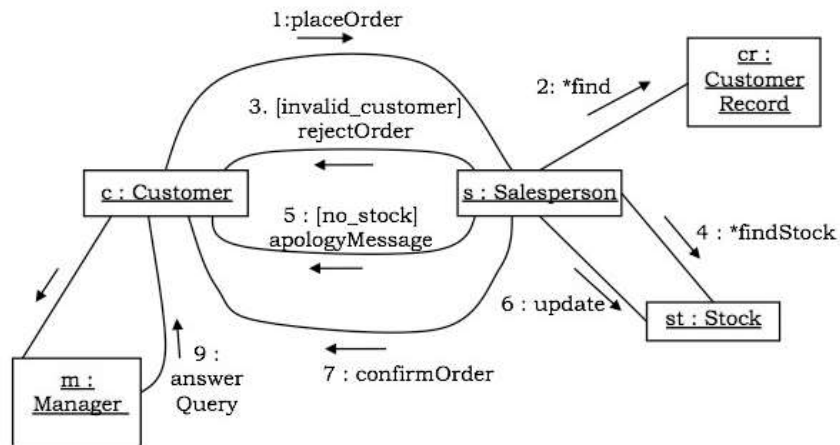 1:placeOrder
cr :
Customer
Record
2: *find
3. [invalid_customer]
rejectOrder
c : Customer
s : Salesperson
5 : [no_stock]
apologyMessage
4 : *findStock
6 : update
st : Stock
9 :
answer
Query
7 : confirmOrder
m :
Manager